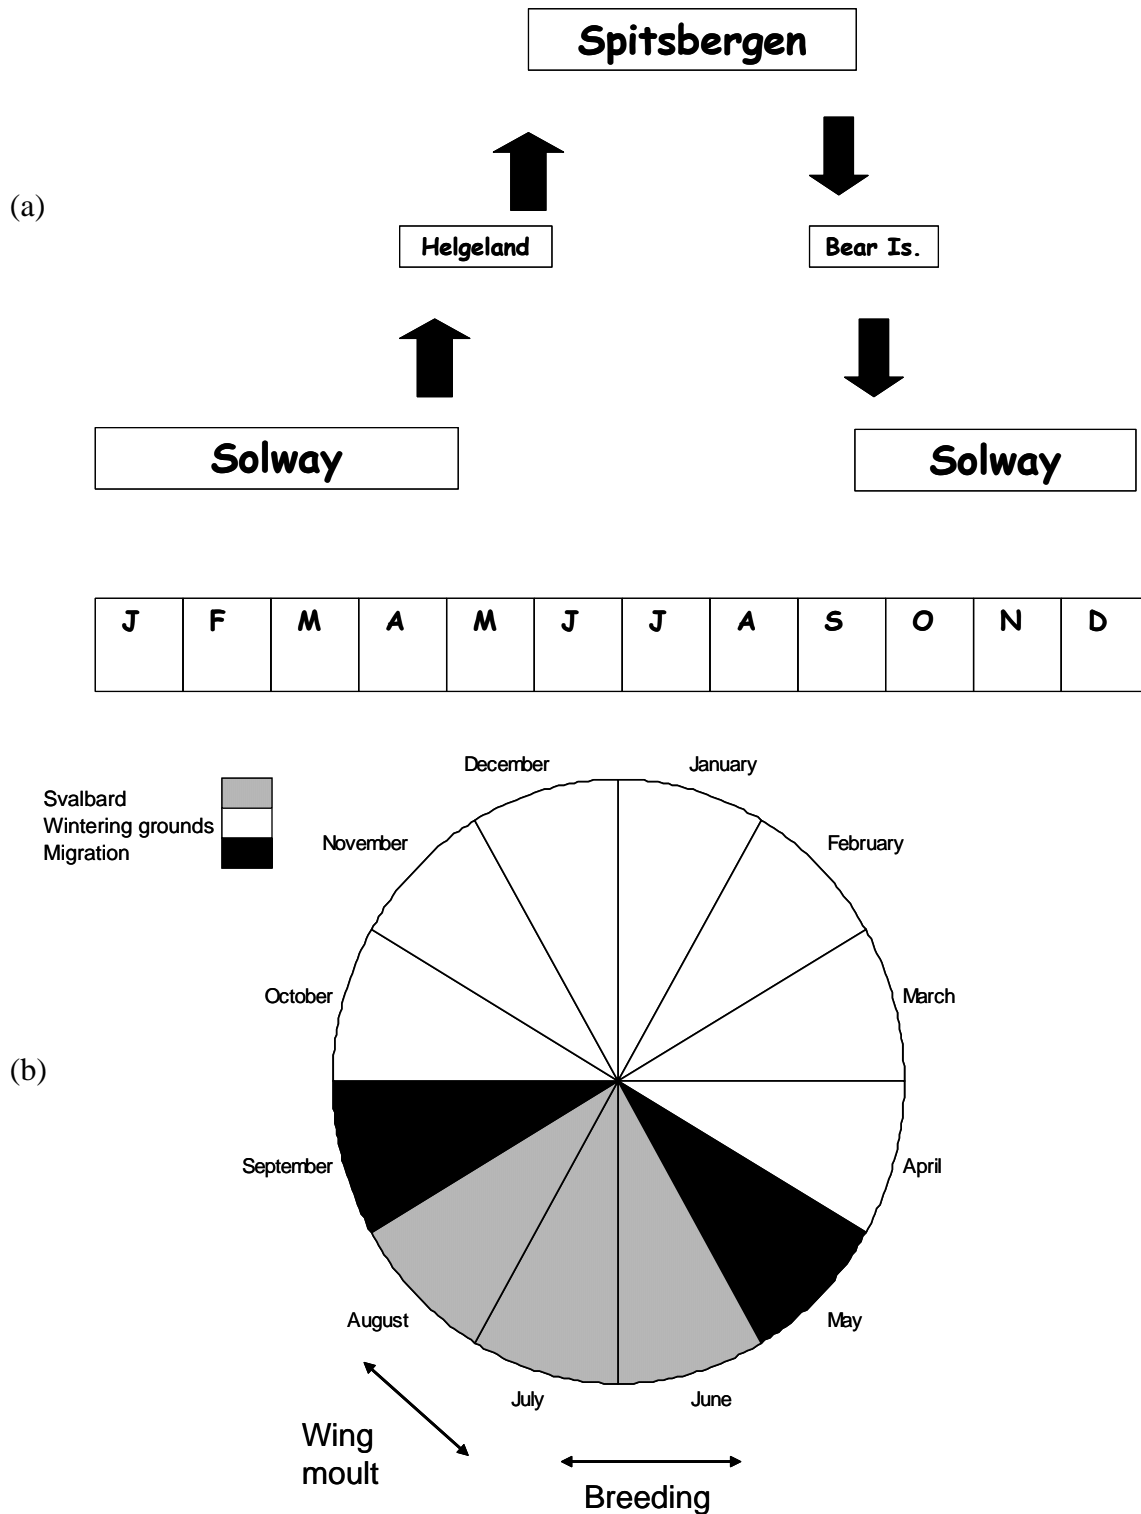 Spitsbergen
(a)
Helgeland
Bear Is.
Solway
Solway
J F M A M J J A S O N D
December
January
Svalbard
Wintering grounds
Migration
November
February
October
March
(b)
September
April
August
May
July
June
Wing
moult
Breeding